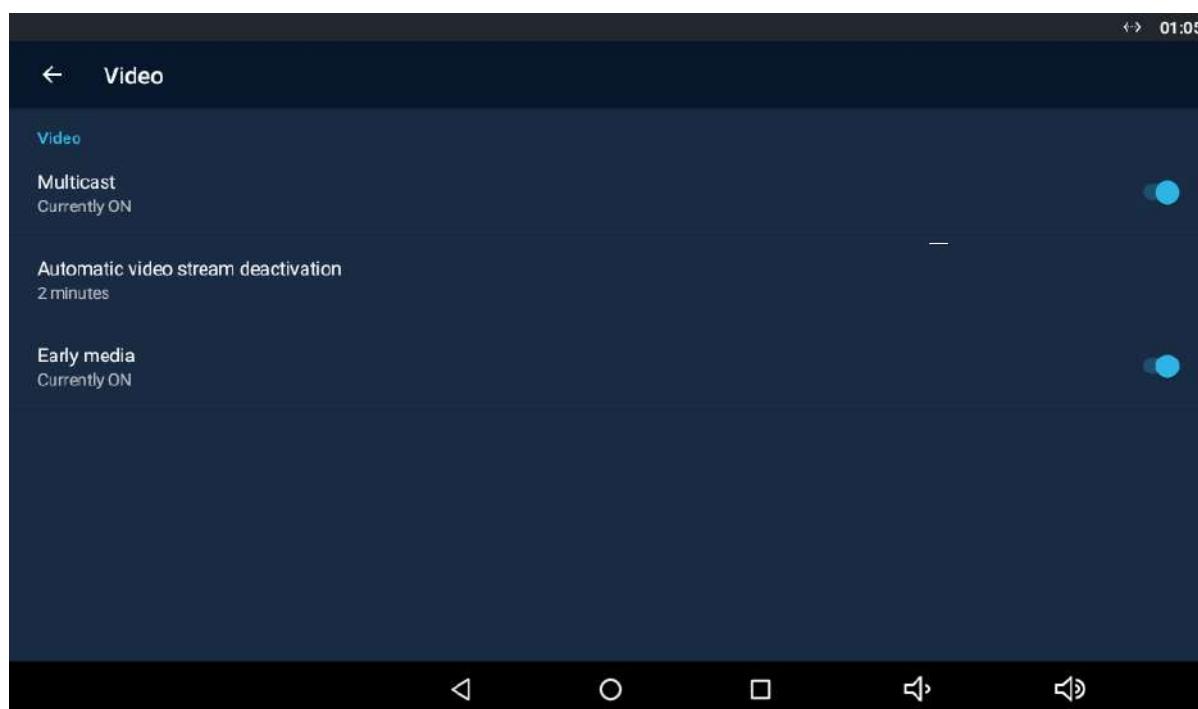 01:05
Video
Video
Multicast
Currently ON
Automatic video stream deactivation
2 minutes
Early media
Currently ON